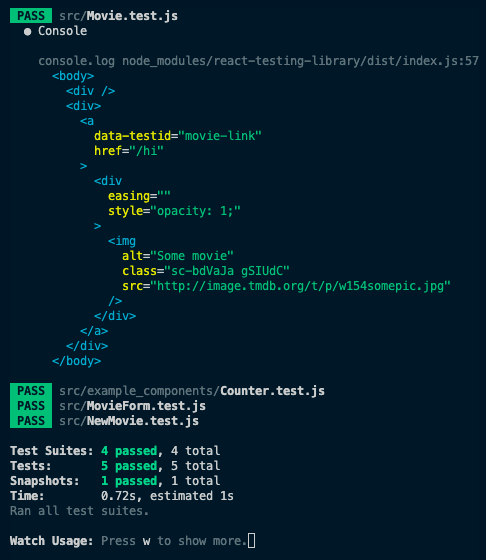 PASS src/Movie.test.js
● Console
console.log node_modules/react-testing-library/dist/index.js:57
<body>
<div />
<div>
<a
data-testid="movie-link"
href="/hi"
>
<div
easing=""
style="opacity: 1;"
>
<img
alt="Some movie"
class="sc-bdVaJa gSIUdC"
src="http://image.tmdb.org/t/p/w154somepic.jpg"
/>
</div>
</a>
</div>
</body>
PASS src/example_components/Counter.test.js
PASS src/MovieForm.test.js
PASS src/NewMovie.test.js
Test Suites: 4 passed, 4 total
Tests: 5 passed, 5 total
Snapshots: 1 passed, 1 total
Time: 0.72s, estimated 1s
Ran all test suites.
Watch Usage: Press w to show more.